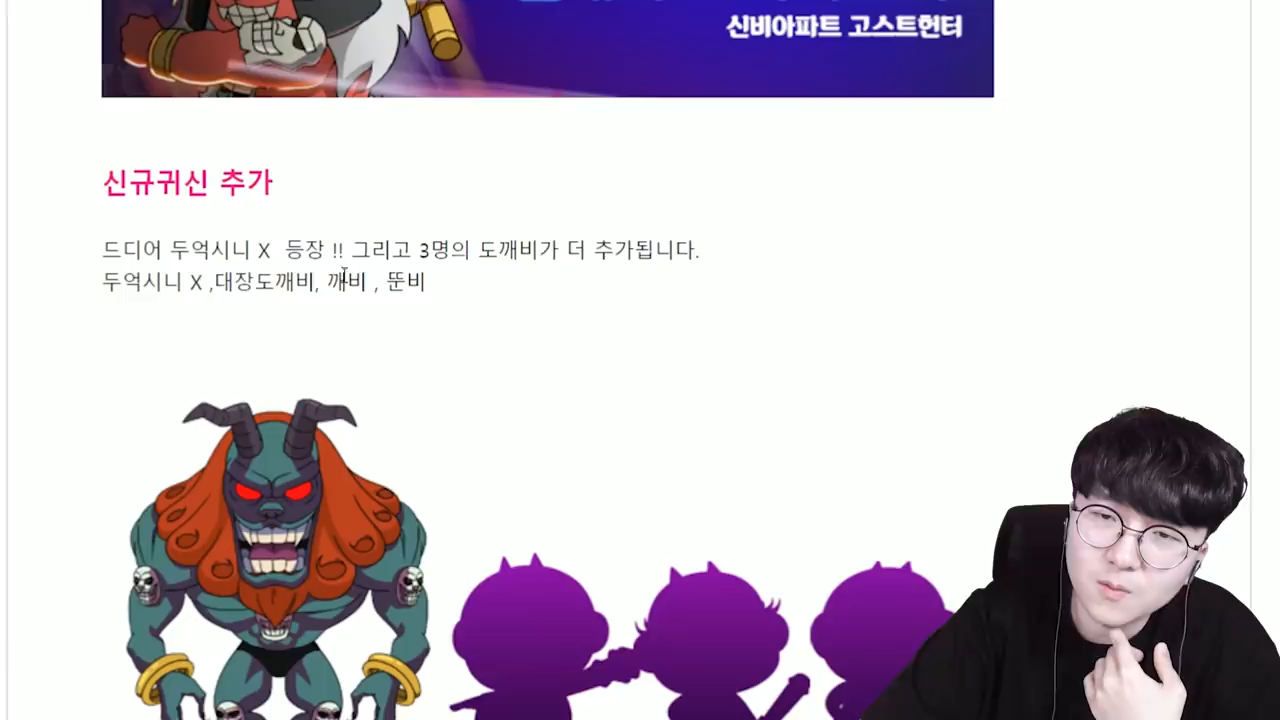 신비아파트 고스트헌터
신규귀신 추가
드디어 두억시니 X 등장 !! 그리고 3명의 도깨비가 더 추가됩니다.
두억시니 X ,대장도깨비, 깨비 , 뚠비